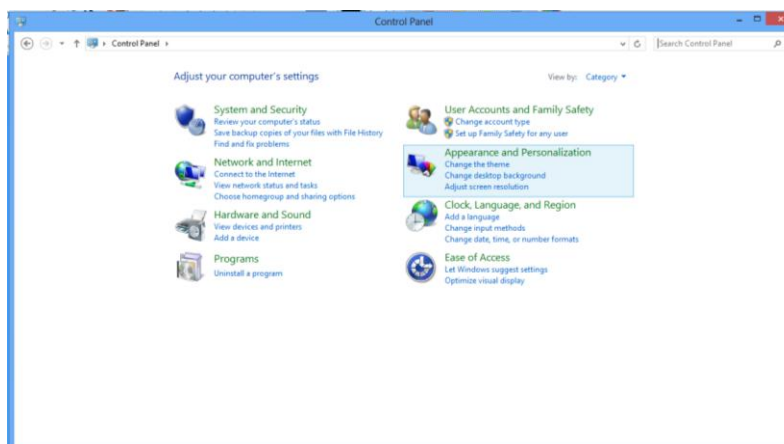 Control Panel
Control Panel
Search Control Panel
Adjust your computer's settings
View by: Category
System and Security
Review your computer's status
Save backup copies of your files with File History
Find and fix problems
Network and Internet
Connect to the Internet
View network status and tasks
Choose homegroup and sharing options
Hardware and Sound
View devices and printers
Add a device
Programs
Uninstall a program
User Accounts and Family Safety
Change account type
Set up Family Safety for any user
Appearance and Personalization
Change the theme
Change desktop background
Adjust screen resolution
Clock, Language, and Region
Add a language
Change input methods
Change date, time, or number formats
Ease of Access
Let Windows suggest settings
Optimize visual display